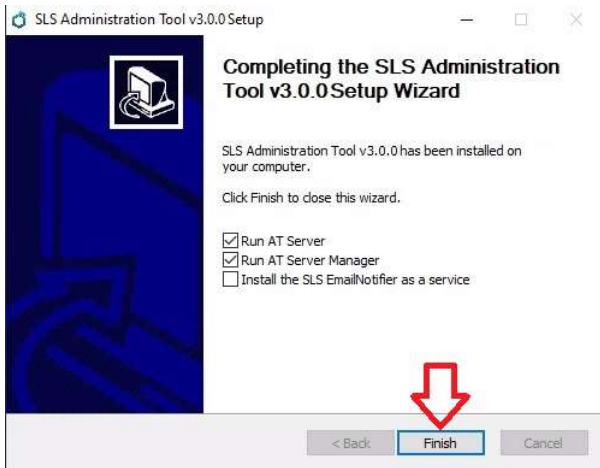 SLS Administration Tool v3.0.0 Setup
Completing the SLS Administration
Tool v3.0.0 Setup Wizard
SLS Administration Tool v3.0.0 has been installed on
your computer.
Click Finish to close this wizard.
Run AT Server
Run AT Server Manager
Install the SLS EmailNotifier as a service
< Back Finish Cancel